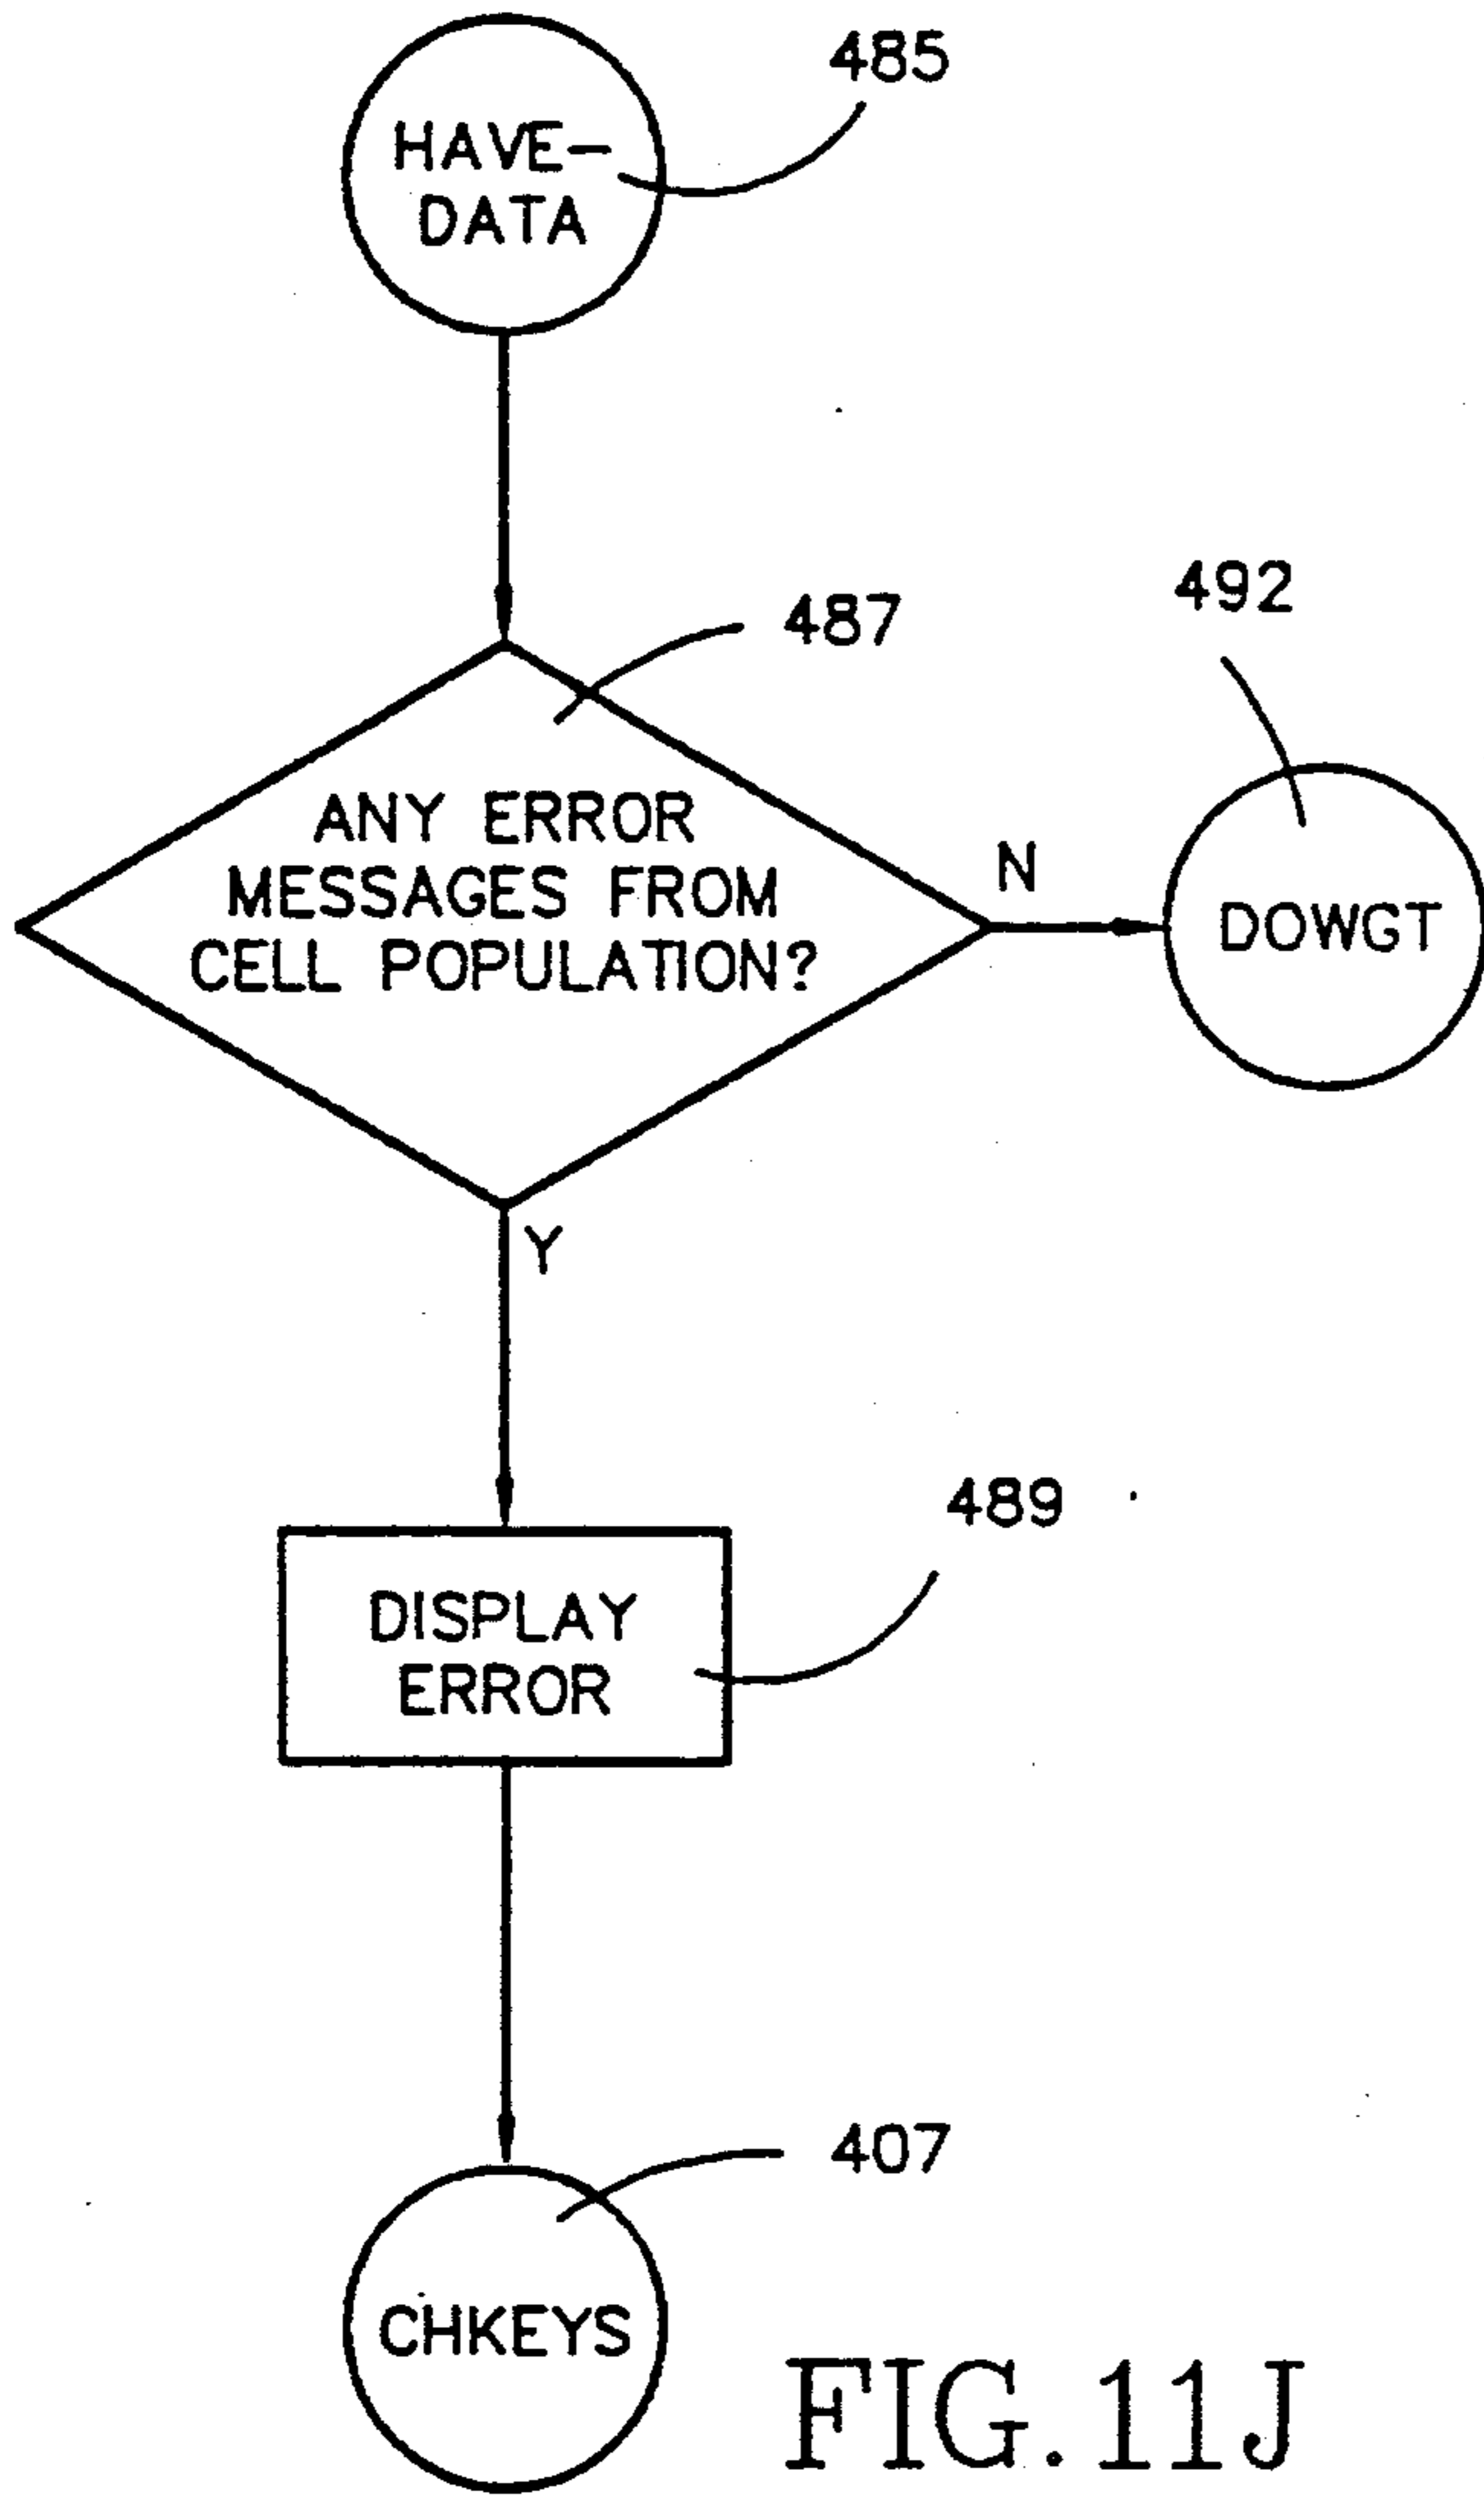 485
HAVE-
DATA
487
492
ANY ERROR
MESSAGES FROM
CELL POPULATION?
N
DOWGT
Y
489
DISPLAY
ERROR
407
CHKEYS
FIG.11J